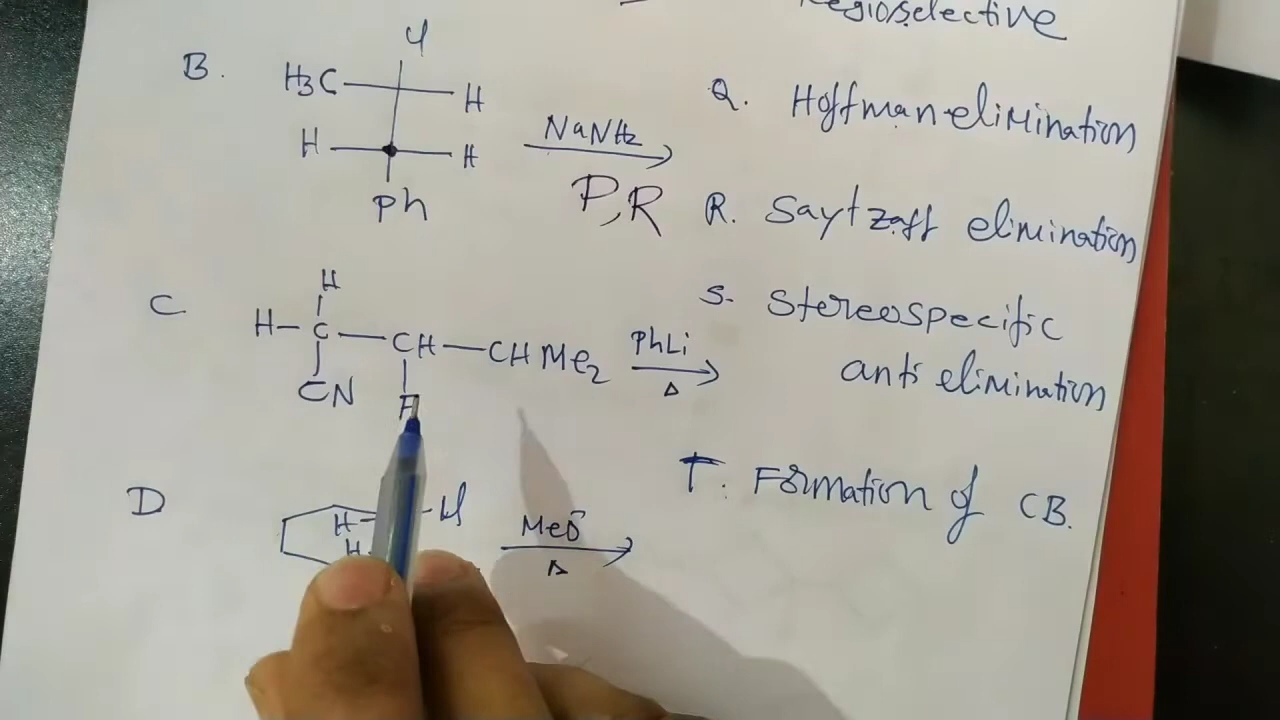 Regioselective
B.
Cl
H3C H
H H
Ph
NaNH2
P,R
Q. Hoffman elimination
R. Saytzaff elimination
C
H
H–C—CH—CHMe2
CN F
PhLi
Δ
S- Stereospecific
anti elimination
D
H
H
MeO⁻
Δ
T. Formation of CB.